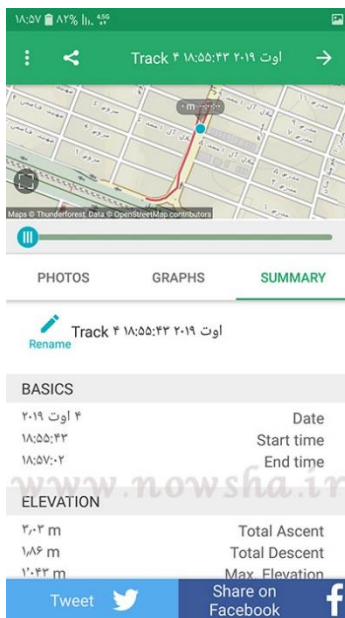 ۱۸:۵۷ ۸۲% 4.5G
Track ۴ اوت ۲۰۱۹ ۱۸:۵۵:۴۳
Maps © Thunderforest, Data © OpenStreetMap contributors
PHOTOS GRAPHS SUMMARY
Track ۴ اوت ۲۰۱۹ ۱۸:۵۵:۴۳
Rename
BASICS
۴ اوت ۲۰۱۹ Date
۱۸:۵۵:۴۳ Start time
۱۸:۵۷:۰۲ End time
www.nowsha.ir
ELEVATION
۳٫۰۳ m Total Ascent
۱٫۸۶ m Total Descent
۱٬۰۴۳ m Max. Elevation
Tweet
Share on
Facebook